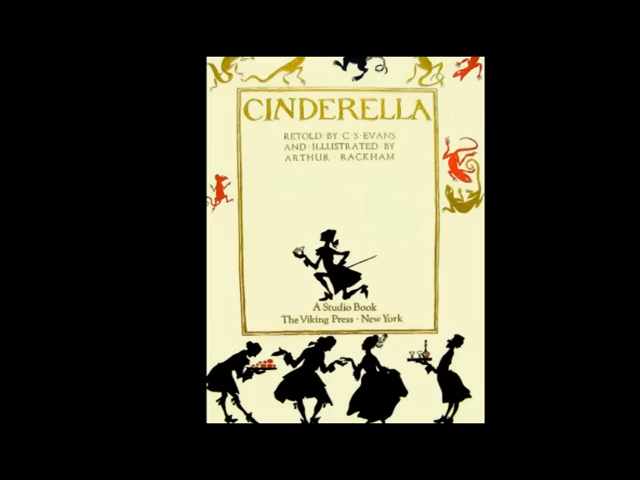 CINDERELLA
RETOLD BY C·S·EVANS
AND·ILLUSTRATED BY
ARTHUR·RACKHAM
A Studio Book
The Viking Press · New York